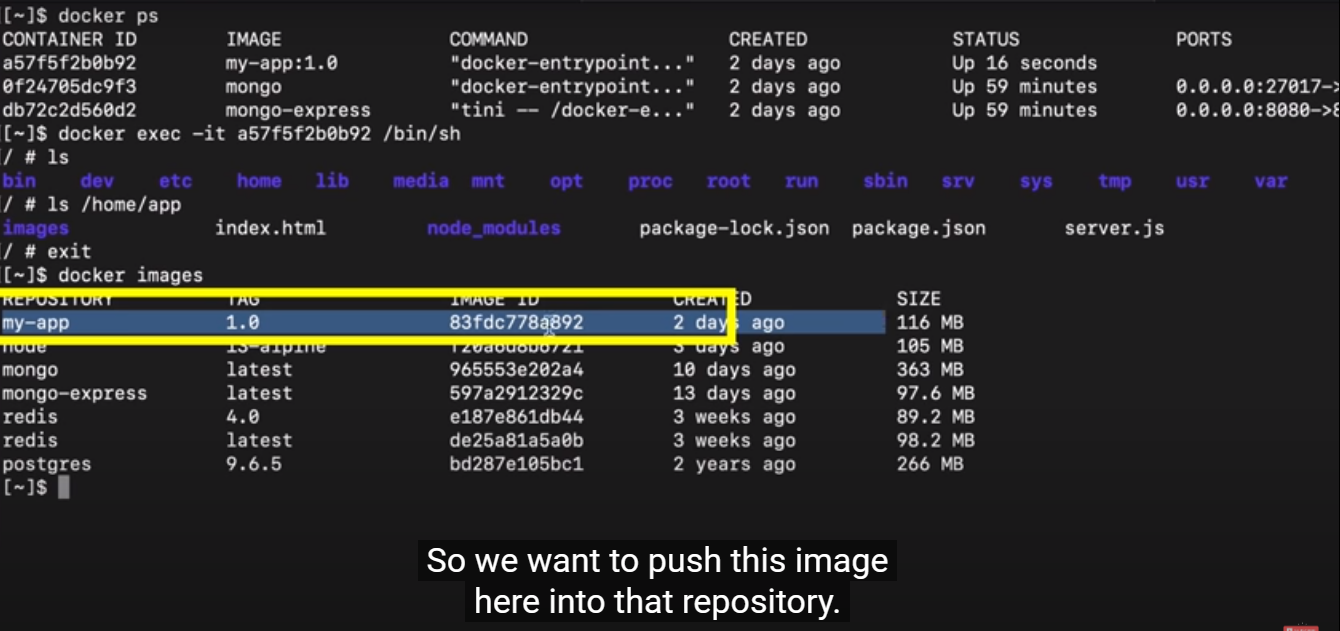 [~]$ docker ps
CONTAINER ID IMAGE COMMAND CREATED STATUS PORTS
a57f5f2b0b92 my-app:1.0 "docker-entrypoint..." 2 days ago Up 16 seconds
0f24705dc9f3 mongo "docker-entrypoint..." 2 days ago Up 59 minutes 0.0.0.0:27017->
db72c2d560d2 mongo-express "tini -- /docker-e..." 2 days ago Up 59 minutes 0.0.0.0:8080->8
[~]$ docker exec -it a57f5f2b0b92 /bin/sh
/ # ls
bin dev etc home lib media mnt opt proc root run sbin srv sys tmp usr var
/ # ls /home/app
images index.html node_modules package-lock.json package.json server.js
/ # exit
[~]$ docker images
REPOSITORY TAG IMAGE ID CREATED SIZE
my-app 1.0 83fdc778a892 2 days ago 116 MB
node 13-alpine 3 days ago 105 MB
mongo latest 965553e202a4 10 days ago 363 MB
mongo-express latest 597a2912329c 13 days ago 97.6 MB
redis 4.0 e187e861db44 3 weeks ago 89.2 MB
redis latest de25a81a5a0b 3 weeks ago 98.2 MB
postgres 9.6.5 bd287e105bc1 2 years ago 266 MB
[~]$
So we want to push this image
here into that repository.